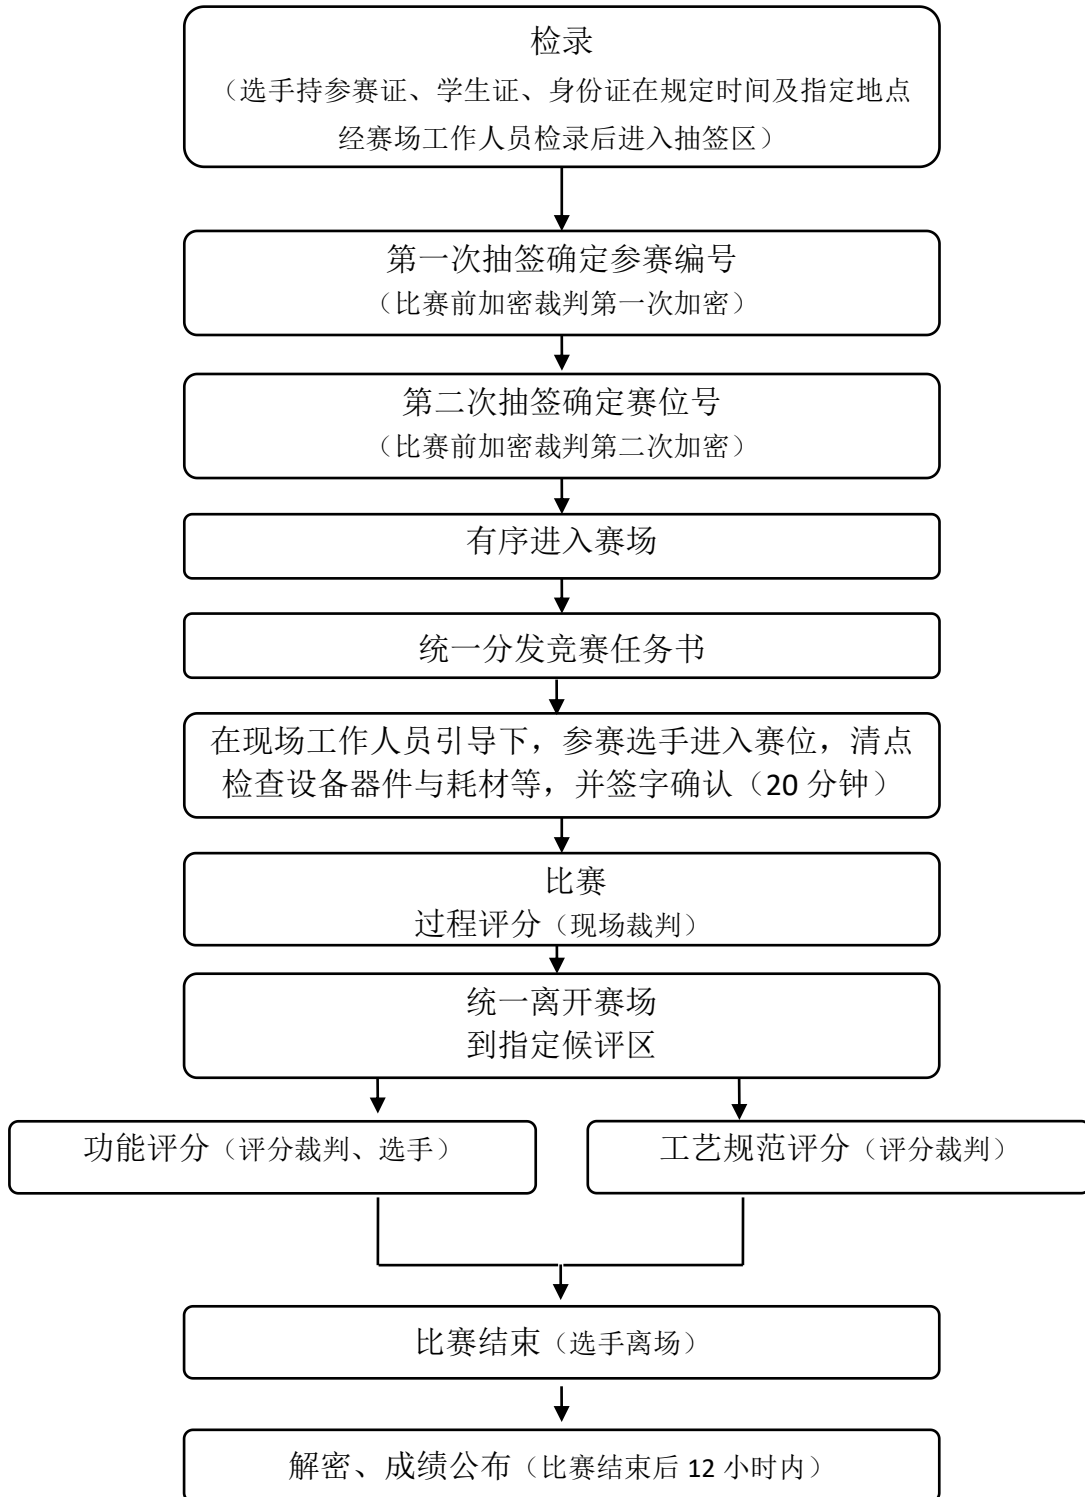 检录
（选手持参赛证、学生证、身份证在规定时间及指定地点
经赛场工作人员检录后进入抽签区）
第一次抽签确定参赛编号
（比赛前加密裁判第一次加密）
第二次抽签确定赛位号
（比赛前加密裁判第二次加密）
有序进入赛场
统一分发竞赛任务书
在现场工作人员引导下，参赛选手进入赛位，清点
检查设备器件与耗材等，并签字确认（20 分钟）
比赛
过程评分（现场裁判）
统一离开赛场
到指定候评区
功能评分（评分裁判、选手）
工艺规范评分（评分裁判）
比赛结束（选手离场）
解密、成绩公布（比赛结束后 12 小时内）